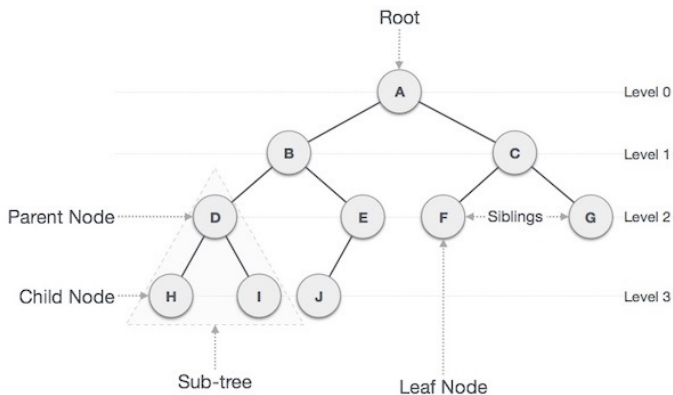 Root
A
Level 0
B
C
Level 1
Parent Node
D
E
F
Siblings
G
Level 2
Child Node
H
I
J
Level 3
Sub-tree
Leaf Node